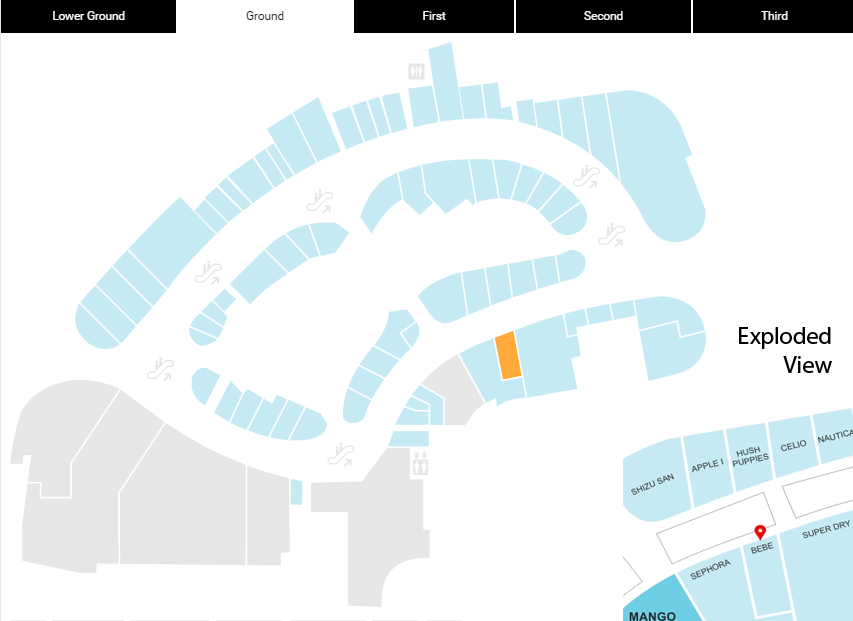 Lower Ground
Ground
First
Second
Third
Exploded
View
SHIZU SAN
APPLE I
HUSH
PUPPIES
CELIO
NAUTICA
SEPHORA
BEBE
SUPER DRY
MANGO